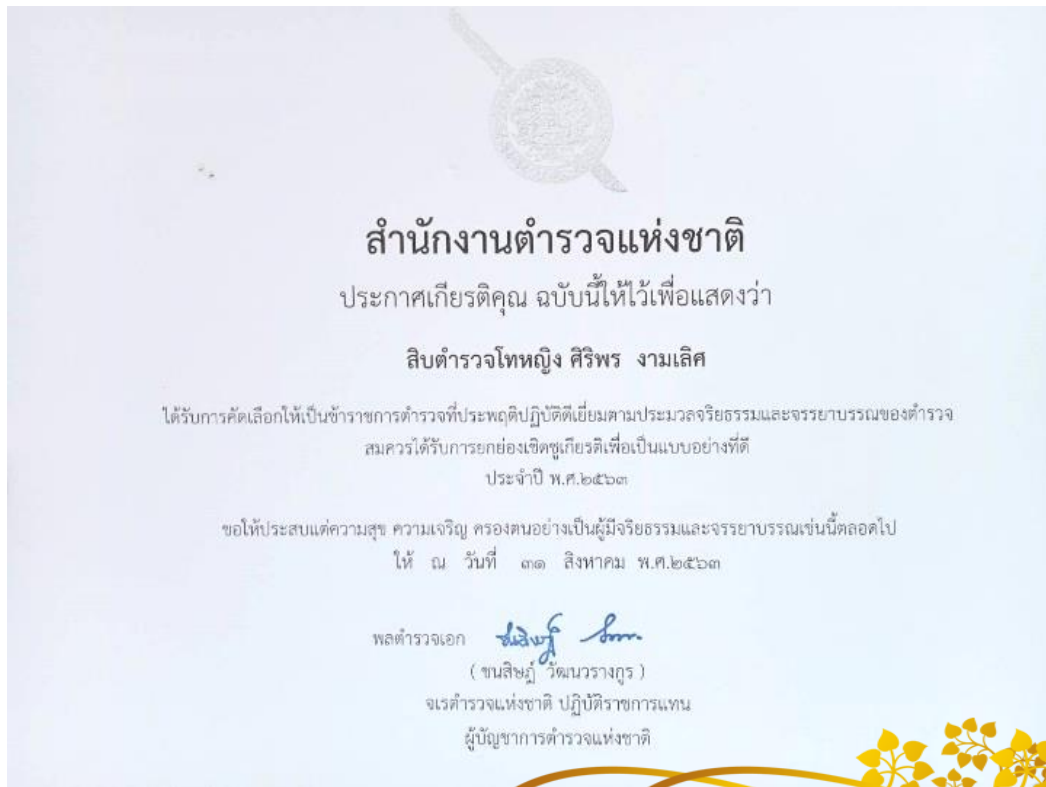 สำนักงานตำรวจแห่งชาติ
ประกาศเกียรติคุณ ฉบับนี้ให้ไว้เพื่อแสดงว่า
สิบตำรวจโทหญิง ศิริพร งามเลิศ
ได้รับการคัดเลือกให้เป็นข้าราชการตำรวจที่ประพฤติปฏิบัติดีเยี่ยมตามประมวลจริยธรรมและจรรยาบรรณของตำรวจ
สมควรได้รับการยกย่องเชิดชูเกียรติเพื่อเป็นแบบอย่างที่ดี
ประจำปี พ.ศ.๒๕๖๓
ขอให้ประสบแต่ความสุข ความเจริญ ครองตนอย่างเป็นผู้มีจริยธรรมและจรรยาบรรณเช่นนี้ตลอดไป
ให้ ณ วันที่ ๓๑ สิงหาคม พ.ศ.๒๕๖๓
พลตำรวจเอก
( ชนสิษฎ์ วัฒนวรางกูร )
จเรตำรวจแห่งชาติ ปฏิบัติราชการแทน
ผู้บัญชาการตำรวจแห่งชาติ